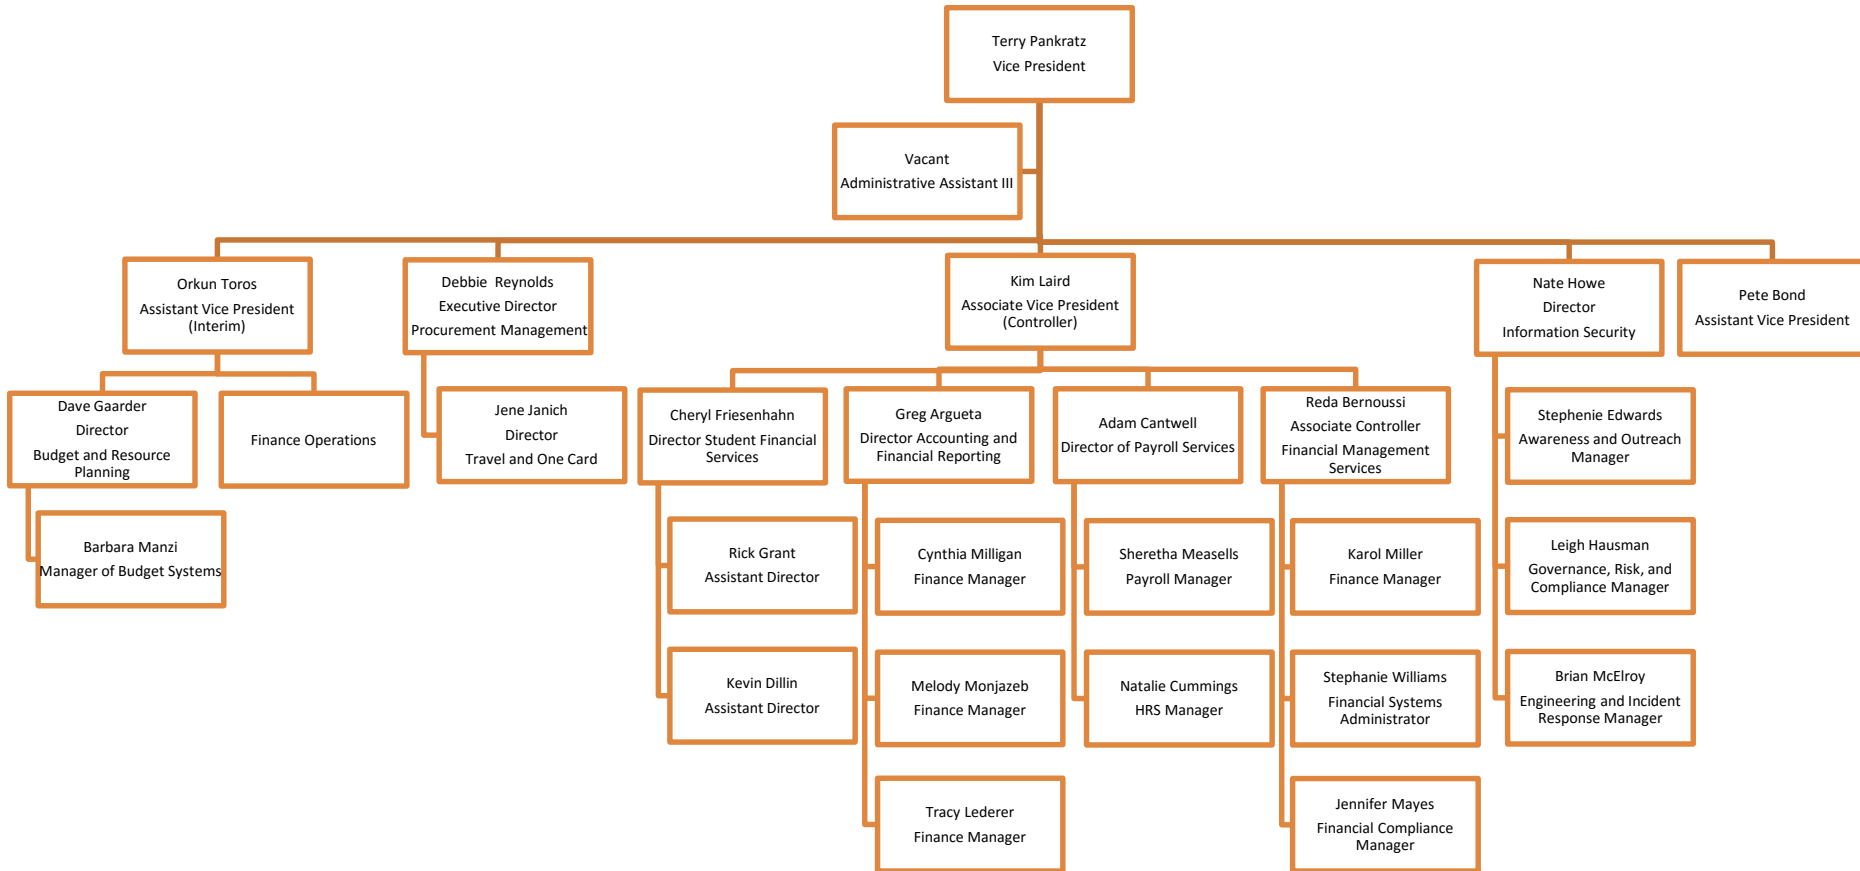 Terry Pankratz
Vice President
Vacant
Administrative Assistant III
Orkun Toros
Assistant Vice President
(Interim)
Debbie  Reynolds
Executive Director
Procurement Management
Kim Laird
Associate Vice President
(Controller)
Nate Howe
Director
Information Security
Pete Bond
Assistant Vice President
Dave Gaarder
Director
Budget and Resource
Planning
Finance Operations
Jene Janich
Director
Travel and One Card
Cheryl Friesenhahn
Director Student Financial
Services
Greg Argueta
Director Accounting and
Financial Reporting
Adam Cantwell
Director of Payroll Services
Reda Bernoussi
Associate Controller
Financial Management
Services
Stephenie Edwards
Awareness and Outreach
Manager
Barbara Manzi
Manager of Budget Systems
Rick Grant
Assistant Director
Cynthia Milligan
Finance Manager
Sheretha Measells
Payroll Manager
Karol Miller
Finance Manager
Leigh Hausman
Governance, Risk, and
Compliance Manager
Kevin Dillin
Assistant Director
Melody Monjazeb
Finance Manager
Natalie Cummings
HRS Manager
Stephanie Williams
Financial Systems
Administrator
Brian McElroy
Engineering and Incident
Response Manager
Tracy Lederer
Finance Manager
Jennifer Mayes
Financial Compliance
Manager